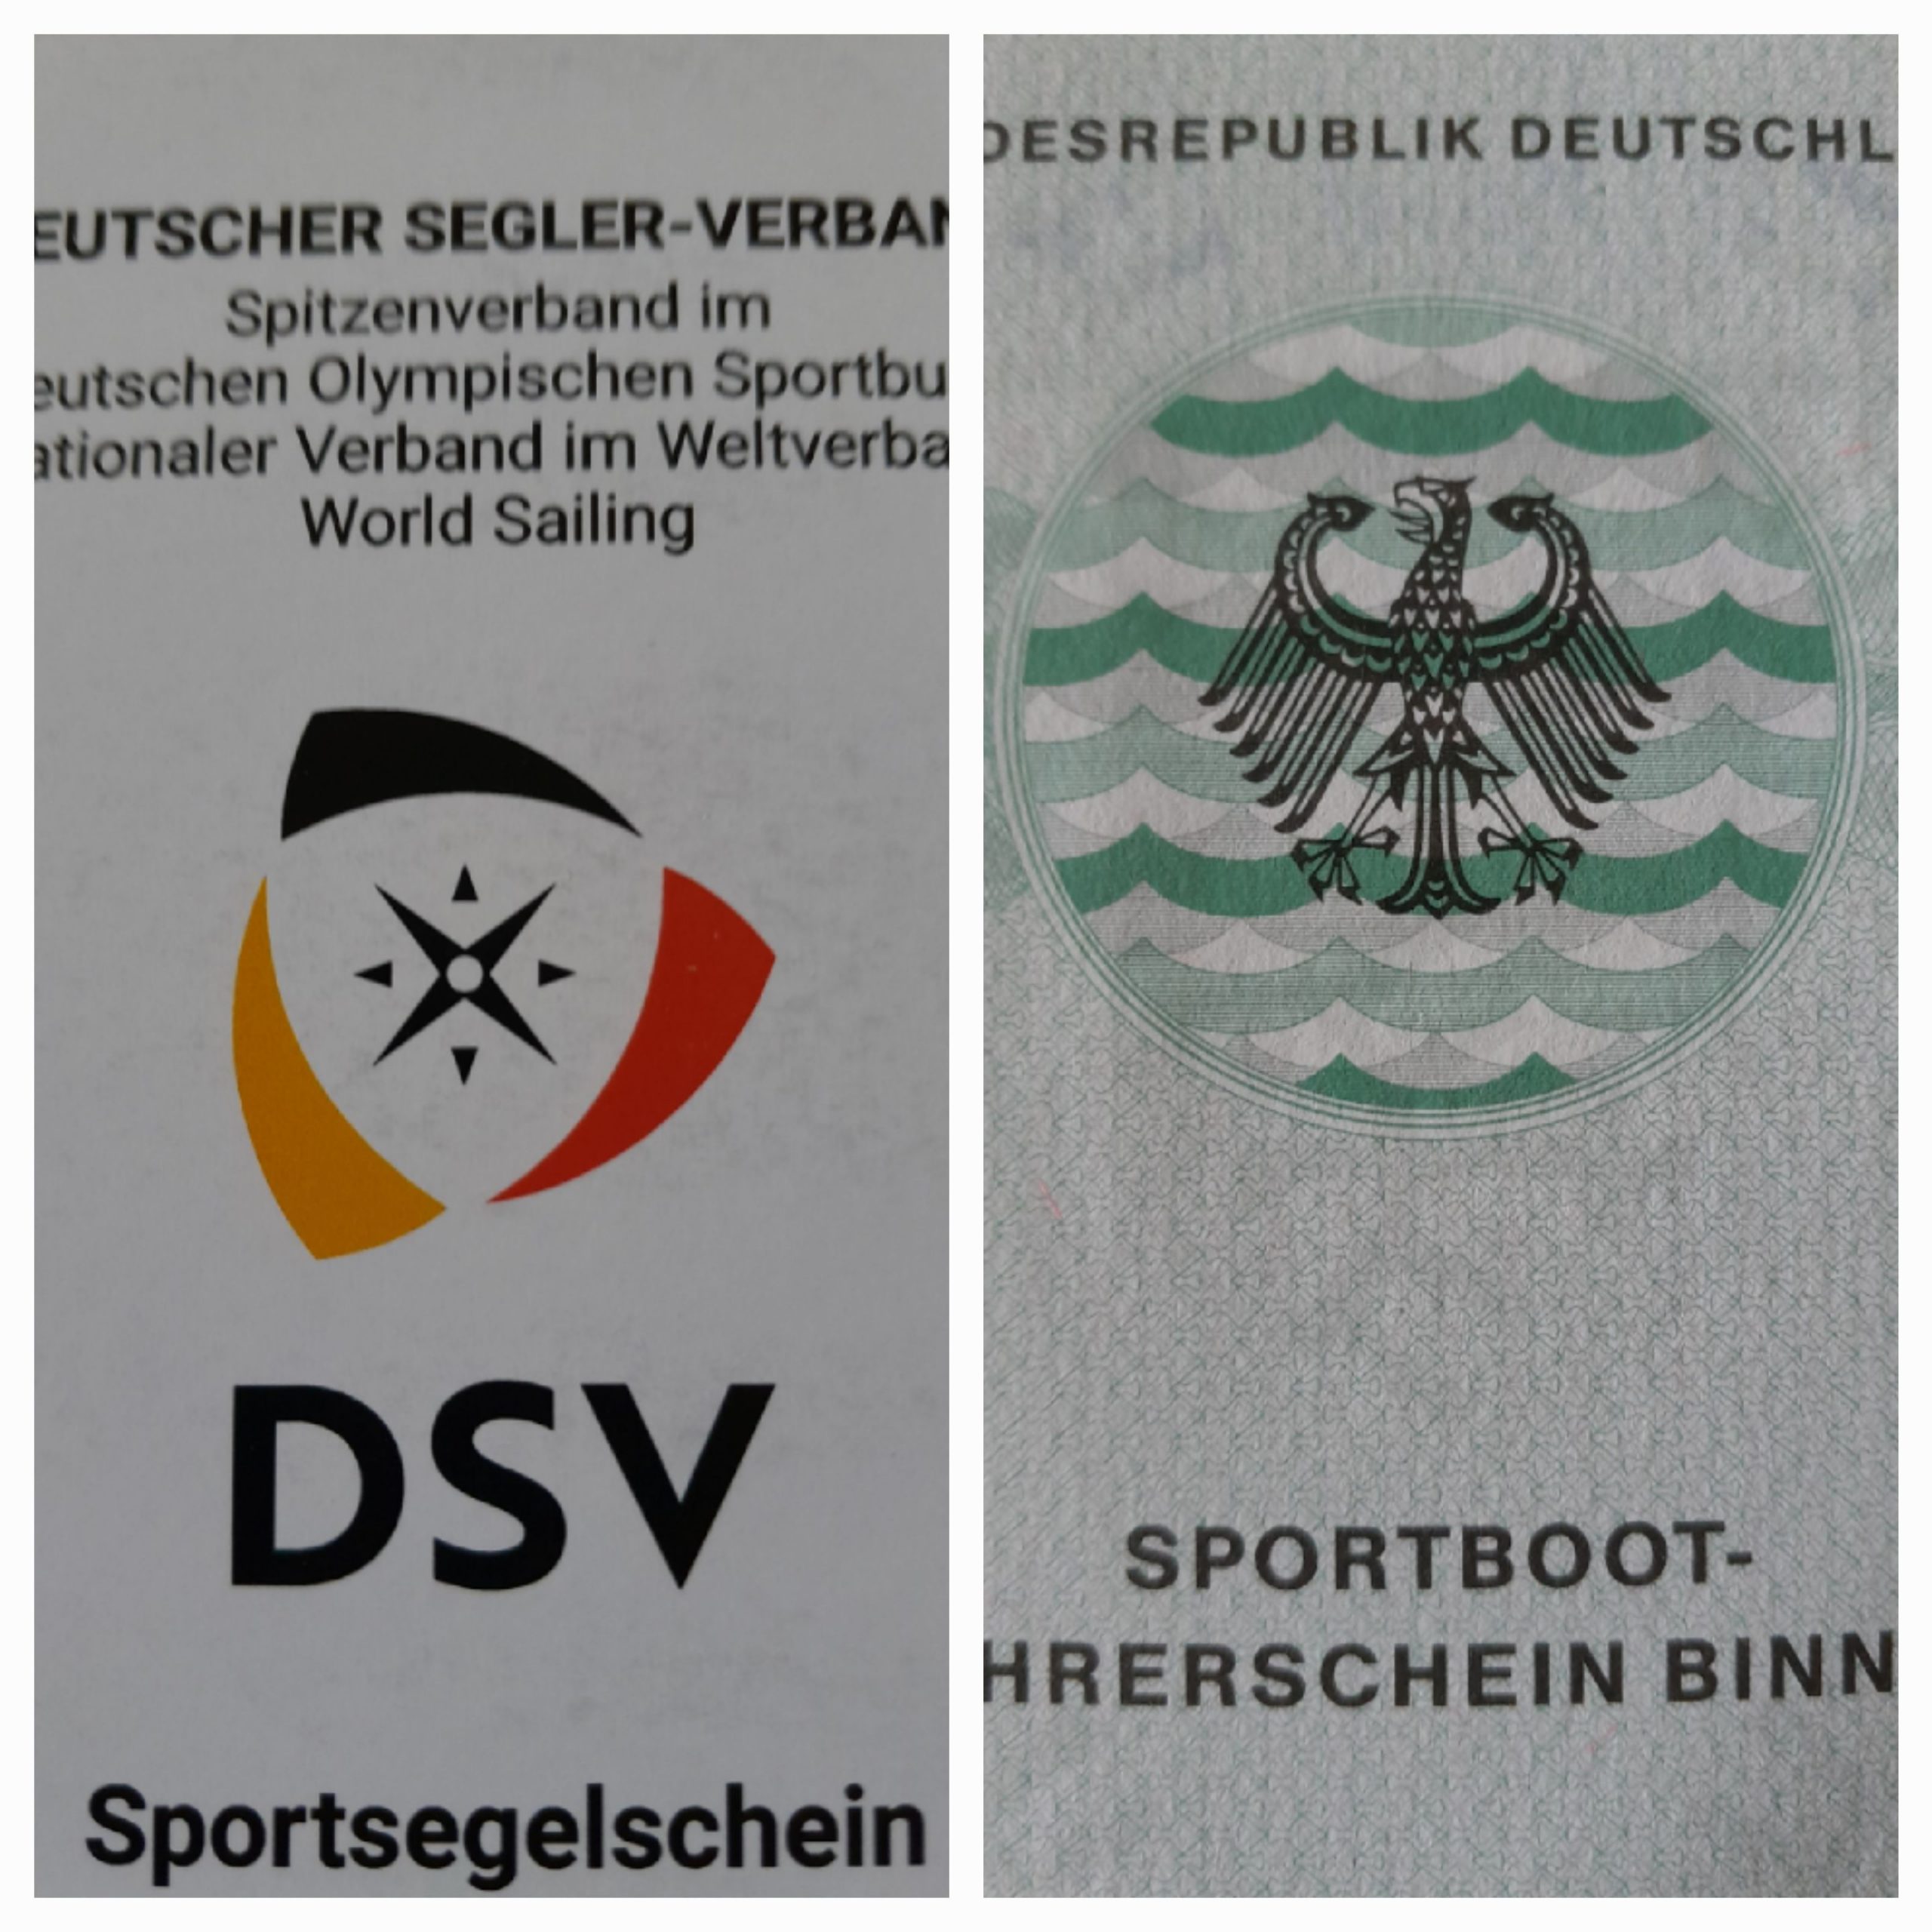 EUTSCHER SEGLER-VERBAN
Spitzenverband im
eutschen Olympischen Sportbu
ationaler Verband im Weltverba
World Sailing
DSV
Sportsegelschein
DESREPUBLIK DEUTSCHL
SPORTBOOT-
HRERSCHEIN BINN